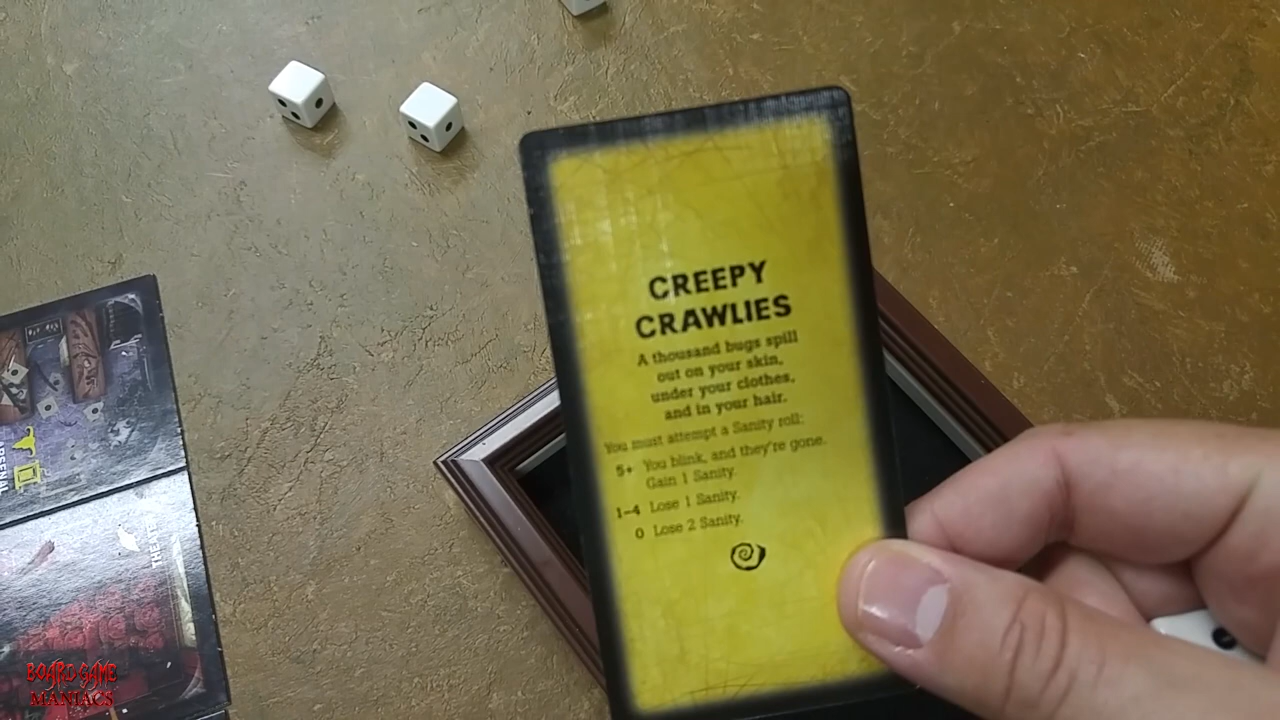 CREEPY
CRAWLIES
A thousand bugs spill
out on your skin,
under your clothes,
and in your hair.
You must attempt a Sanity roll:
5+ You blink, and they're gone.
Gain 1 Sanity.
1–4 Lose 1 Sanity.
0 Lose 2 Sanity.
ARSENAL
BOARD GAME
MANIACS